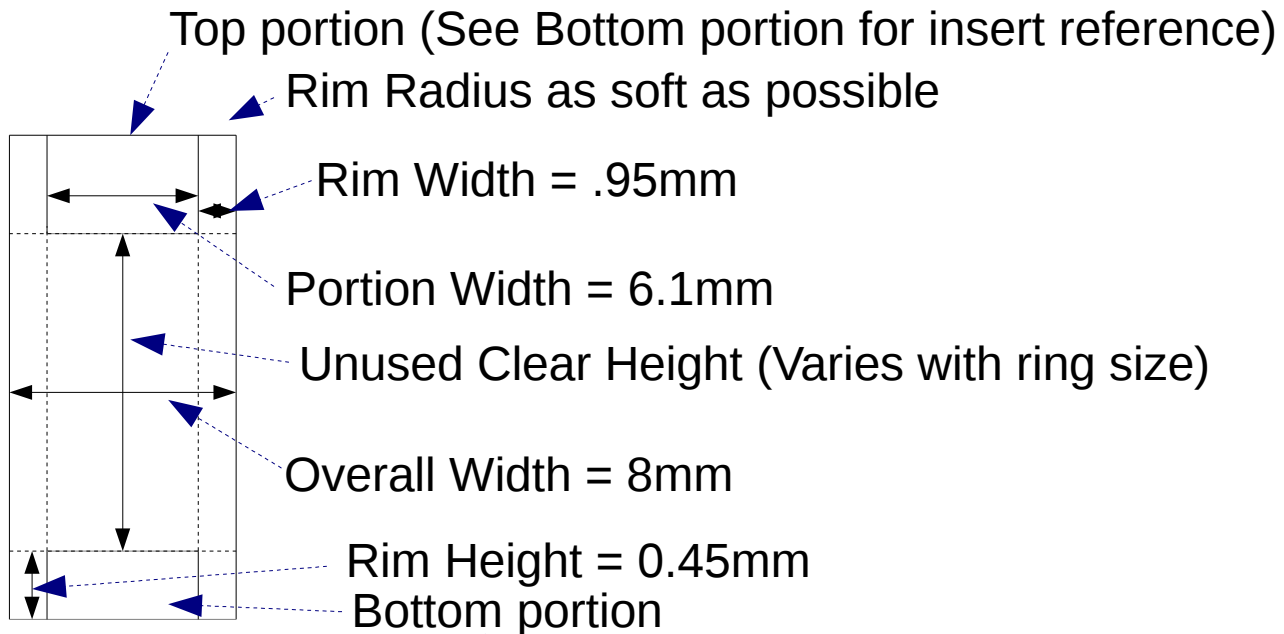 Top portion (See Bottom portion for insert reference)
Rim Radius as soft as possible
Rim Width = .95mm
Portion Width = 6.1mm
Unused Clear Height (Varies with ring size)
Overall Width = 8mm
Rim Height = 0.45mm
Bottom portion